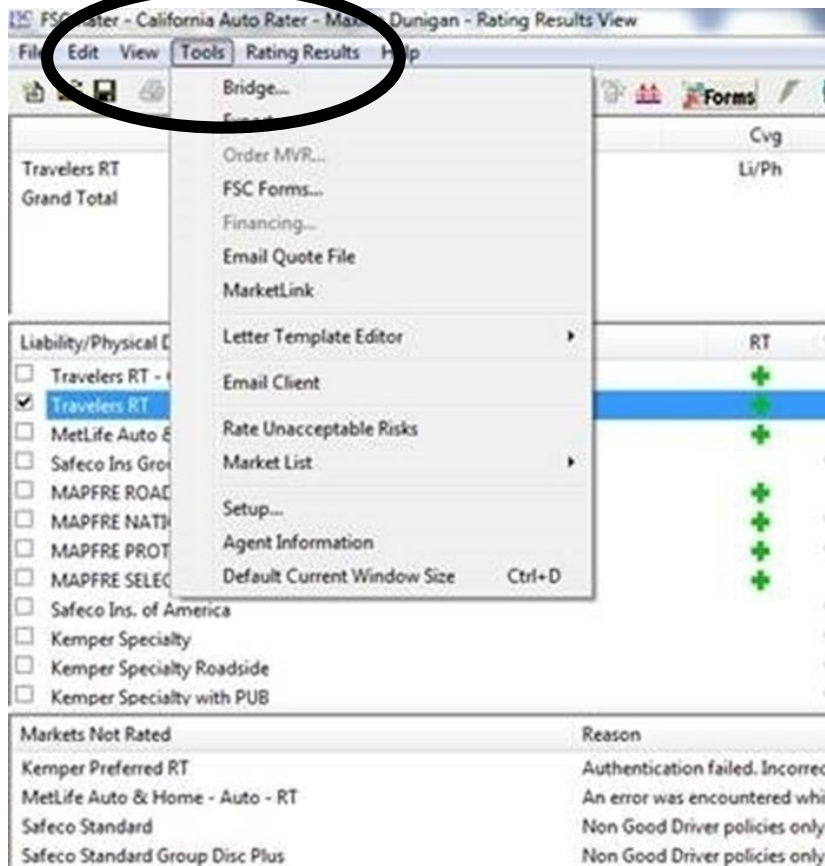 FSC Rater - California Auto Rater - Dunigan - Rating Results View
File Edit View Tools Rating Results Help
Bridge...
Forms
Export...
Cvg
Order MVR...
Travelers RT Li/Ph
FSC Forms...
Grand Total
Financing...
Email Quote File
MarketLink
Liability/Physical D
Letter Template Editor
RT
Travelers RT -
Email Client
Travelers RT
MetLife Auto &
Rate Unacceptable Risks
Safeco Ins Grou
Market List
MAPFRE ROAD
Setup...
MAPFRE NATI
Agent Information
MAPFRE PROT
MAPFRE SELEC
Default Current Window Size Ctrl+D
Safeco Ins. of America
Kemper Specialty
Kemper Specialty Roadside
Kemper Specialty with PUB
Markets Not Rated Reason
Kemper Preferred RT Authentication failed. Incorrec
MetLife Auto & Home - Auto - RT An error was encountered whi
Safeco Standard Non Good Driver policies only
Safeco Standard Group Disc Plus Non Good Driver policies only